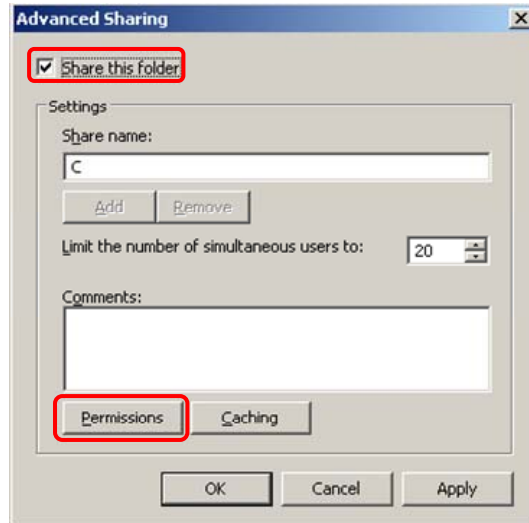 Advanced Sharing
Share this folder
Settings
Share name:
C
Add Remove
Limit the number of simultaneous users to: 20
Comments:
Permissions Caching
OK Cancel Apply